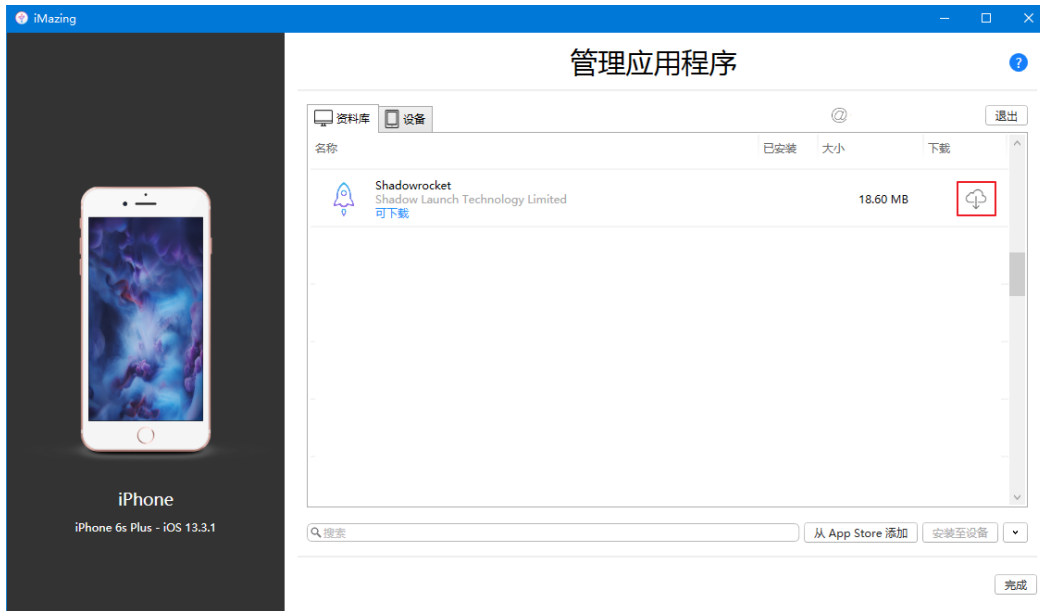 iMazing
管理应用程序
?
资料库 设备 @ 退出
名称 已安装 大小 下载
Shadowrocket
Shadow Launch Technology Limited
可下载
18.60 MB
iPhone
iPhone 6s Plus - iOS 13.3.1
搜索 从 App Store 添加 安装至设备
完成